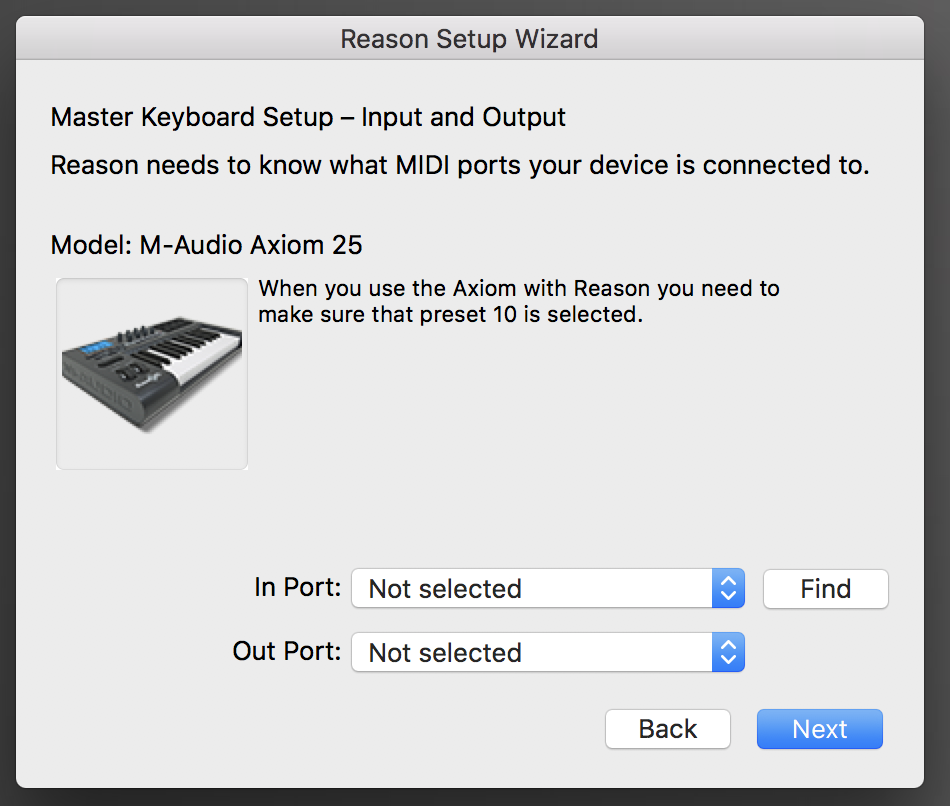 Reason Setup Wizard
Master Keyboard Setup – Input and Output
Reason needs to know what MIDI ports your device is connected to.
Model: M-Audio Axiom 25
When you use the Axiom with Reason you need to
make sure that preset 10 is selected.
M-AUDIO
In Port: Not selected Find
Out Port: Not selected
Back Next